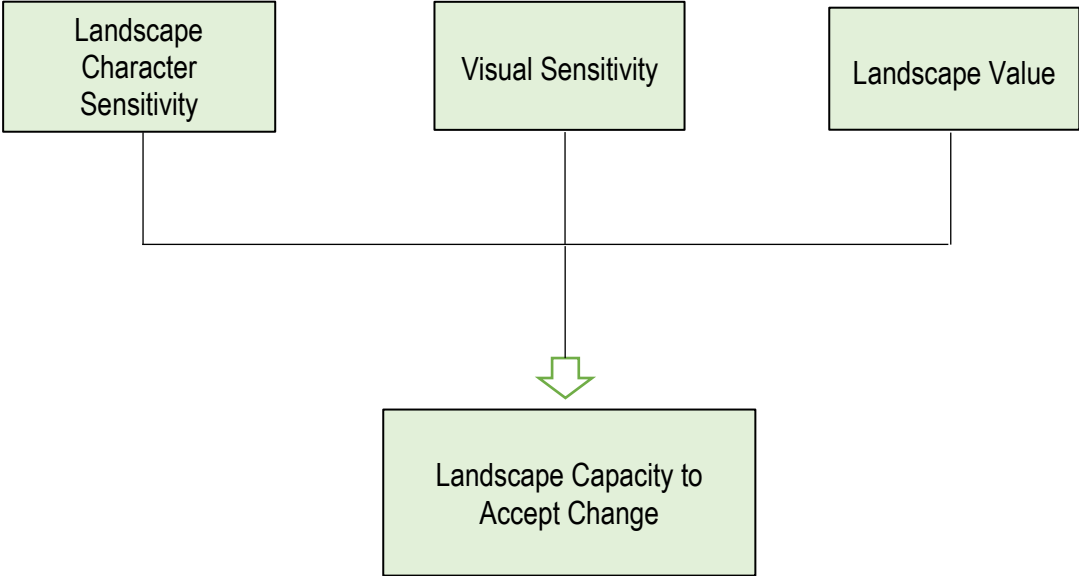 Landscape
Character
Sensitivity
Visual Sensitivity
Landscape Value
Landscape Capacity to
Accept Change